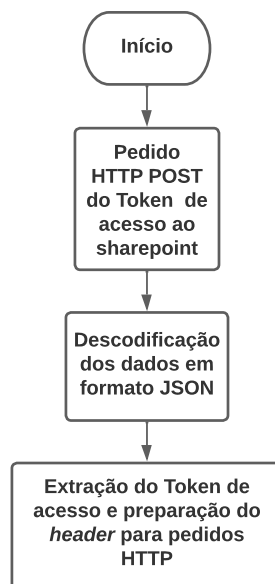 Início
Pedido
HTTP POST
do Token de
acesso ao
sharepoint
Descodificação
dos dados em
formato JSON
Extração do Token de
acesso e preparação do
header para pedidos
HTTP